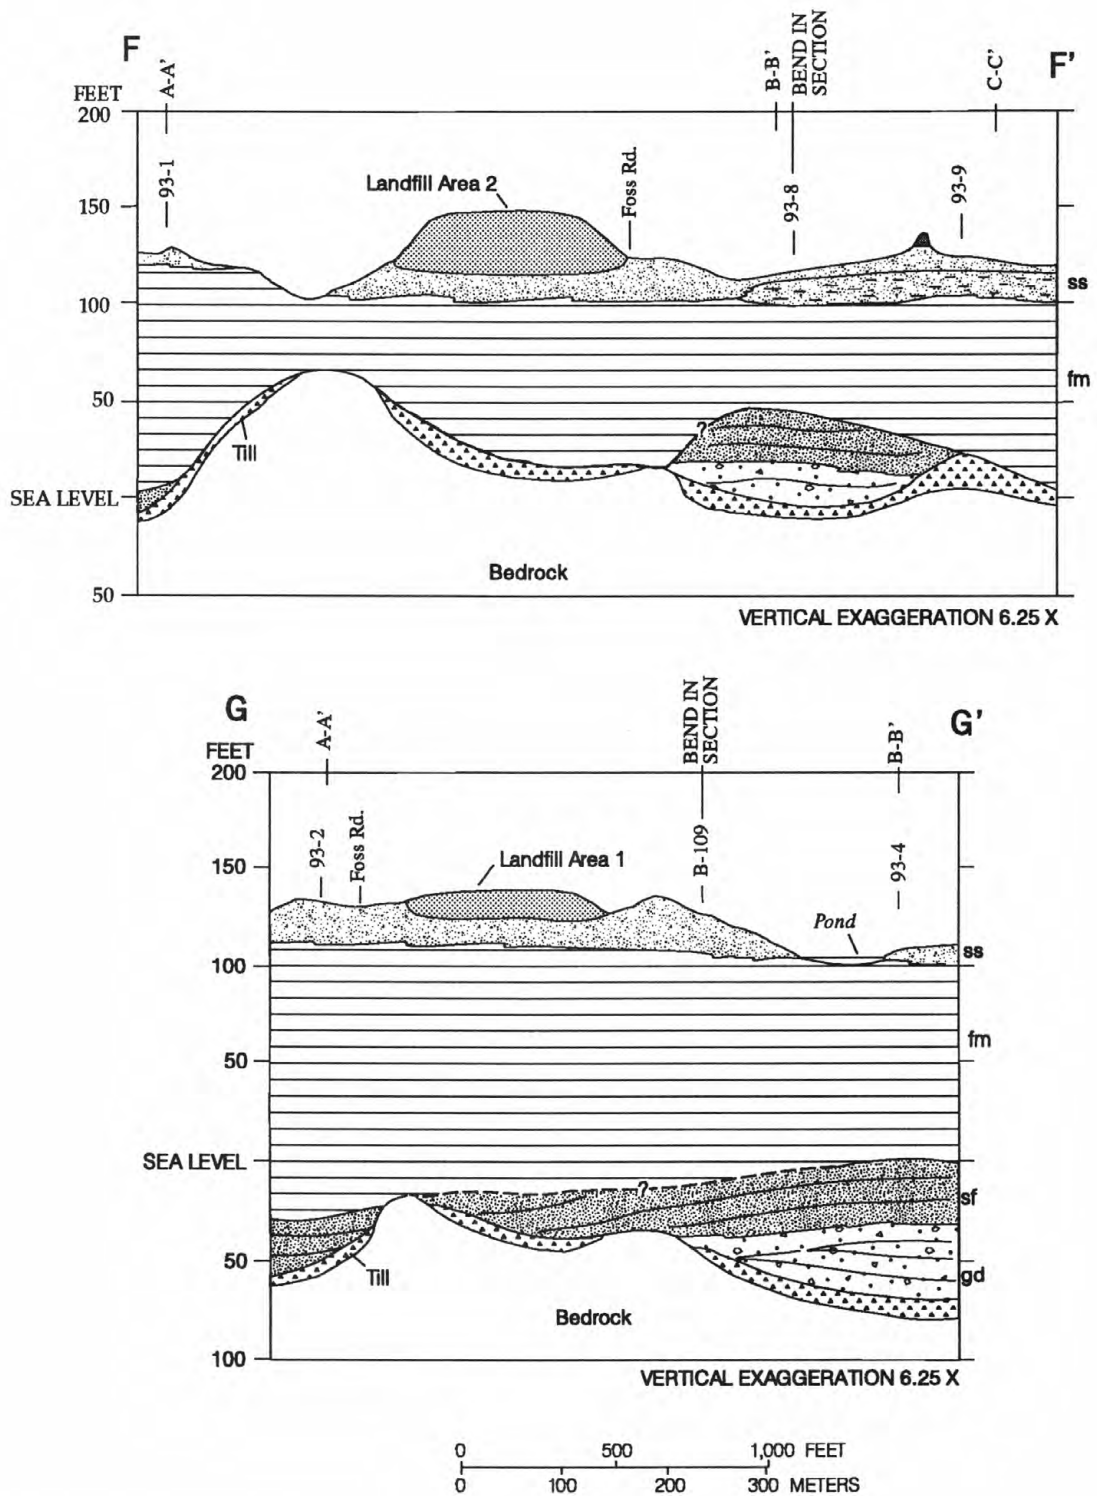 F
F'
A-A'
B-B'
BEND IN
SECTION
C-C'
FEET
200
93-1
Landfill Area 2
Foss Rd.
93-8
93-9
150
100
ss
fm
50
?
Till
SEA LEVEL
Bedrock
50
VERTICAL EXAGGERATION 6.25 X
G
G'
A-A'
BEND IN
SECTION
B-B'
FEET
200
93-2
Foss Rd.
Landfill Area 1
B-109
93-4
150
Pond
ss
100
fm
50
SEA LEVEL
?
sf
50
Till
gd
Bedrock
100
VERTICAL EXAGGERATION 6.25 X
0 500 1,000 FEET
0 100 200 300 METERS